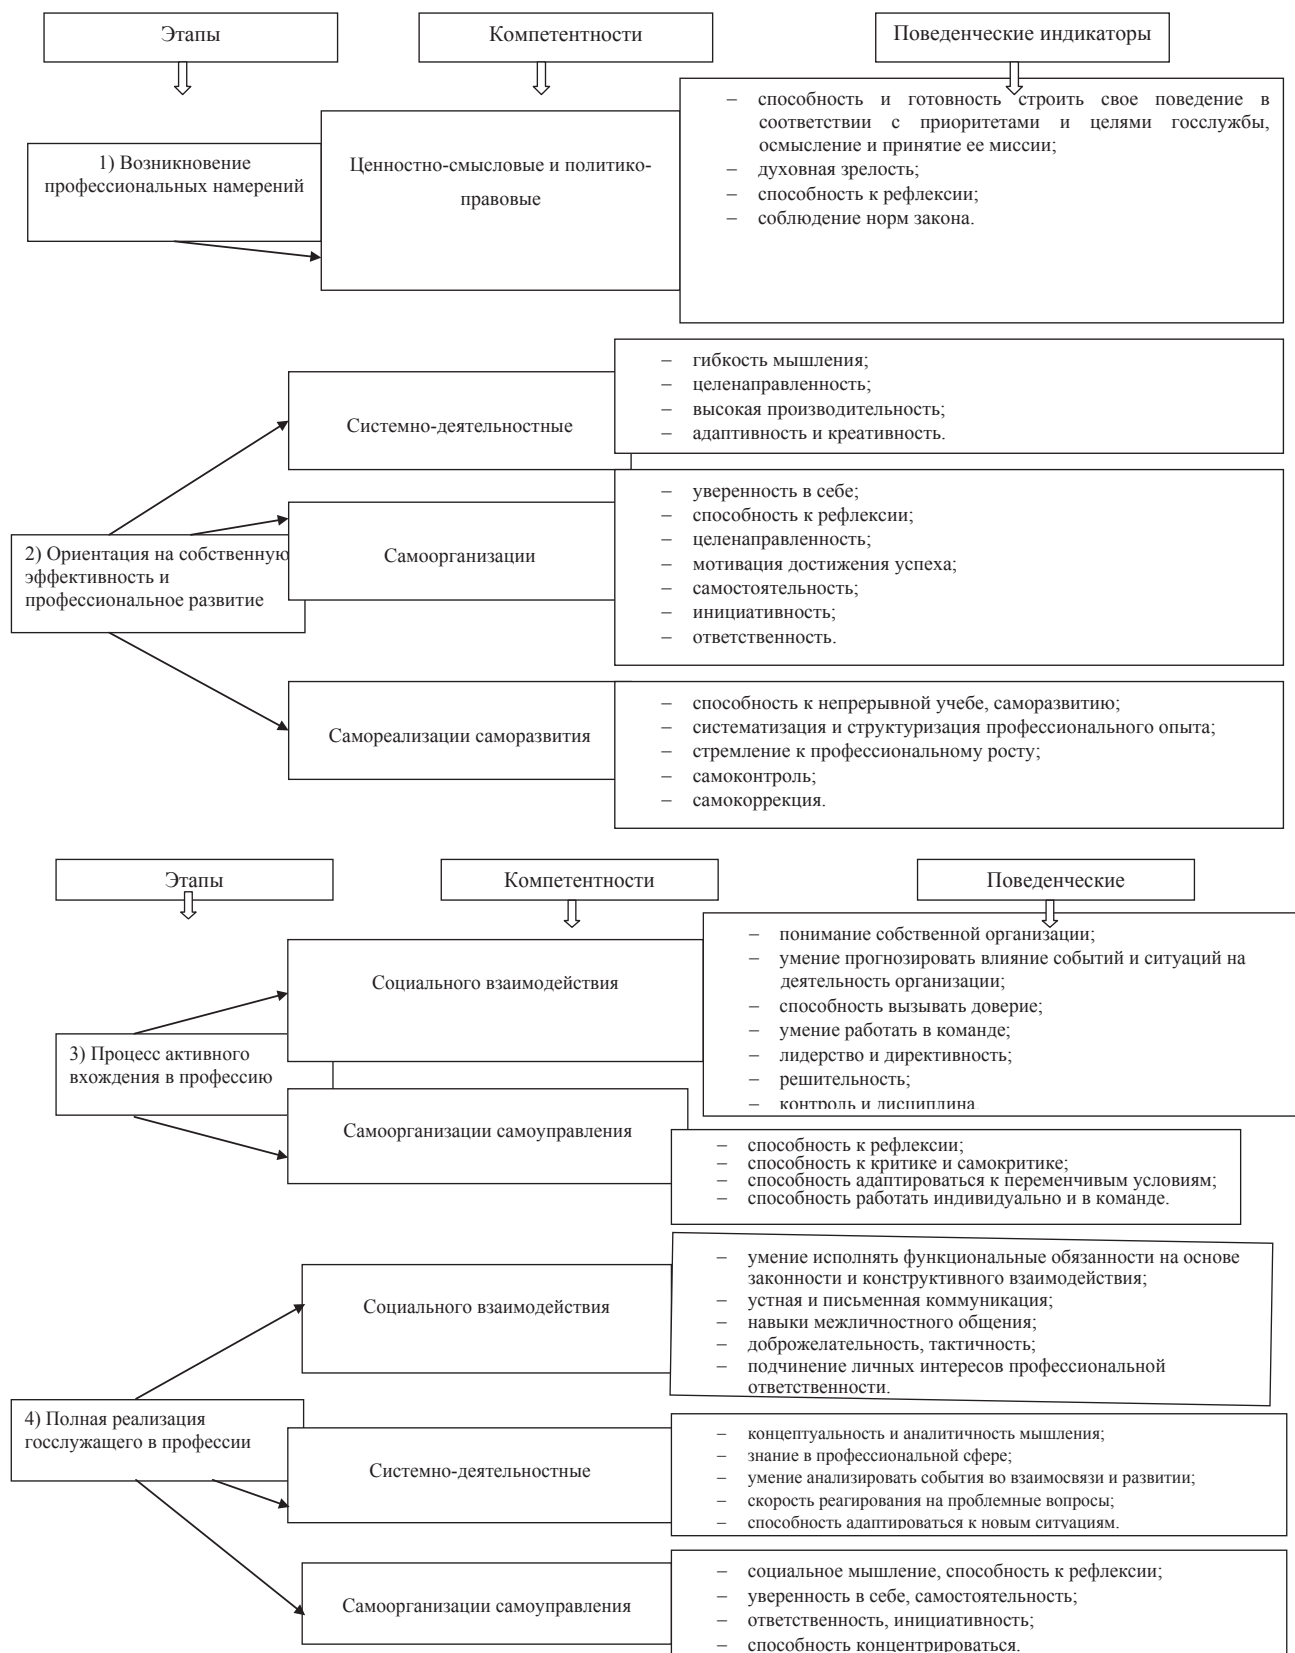 Этапы
Компетентности
Поведенческие индикаторы
1) Возникновение
профессиональных намерений
Ценностно-смысловые и политико-
правовые
– способность и готовность строить свое поведение в
соответствии с приоритетами и целями госслужбы,
осмысление и принятие ее миссии;
– духовная зрелость;
– способность к рефлексии;
– соблюдение норм закона.
2) Ориентация на собственную
эффективность и
профессиональное развитие
Системно-деятельностные
– гибкость мышления;
– целенаправленность;
– высокая производительность;
– адаптивность и креативность.
Самоорганизации
– уверенность в себе;
– способность к рефлексии;
– целенаправленность;
– мотивация достижения успеха;
– самостоятельность;
– инициативность;
– ответственность.
Самореализации саморазвития
– способность к непрерывной учебе, саморазвитию;
– систематизация и структуризация профессионального опыта;
– стремление к профессиональному росту;
– самоконтроль;
– самокоррекция.
Этапы
Компетентности
Поведенческие
3) Процесс активного
вхождения в профессию
Социального взаимодействия
– понимание собственной организации;
– умение прогнозировать влияние событий и ситуаций на
деятельность организации;
– способность вызывать доверие;
– умение работать в команде;
– лидерство и директивность;
– решительность;
– контроль и дисциплина.
Самоорганизации самоуправления
– способность к рефлексии;
– способность к критике и самокритике;
– способность адаптироваться к переменчивым условиям;
– способность работать индивидуально и в команде.
4) Полная реализация
госслужащего в профессии
Социального взаимодействия
– умение исполнять функциональные обязанности на основе
законности и конструктивного взаимодействия;
– устная и письменная коммуникация;
– навыки межличностного общения;
– доброжелательность, тактичность;
– подчинение личных интересов профессиональной
ответственности.
Системно-деятельностные
– концептуальность и аналитичность мышления;
– знание в профессиональной сфере;
– умение анализировать события во взаимосвязи и развитии;
– скорость реагирования на проблемные вопросы;
– способность адаптироваться к новым ситуациям.
Самоорганизации самоуправления
– социальное мышление, способность к рефлексии;
– уверенность в себе, самостоятельность;
– ответственность, инициативность;
– способность концентрироваться.